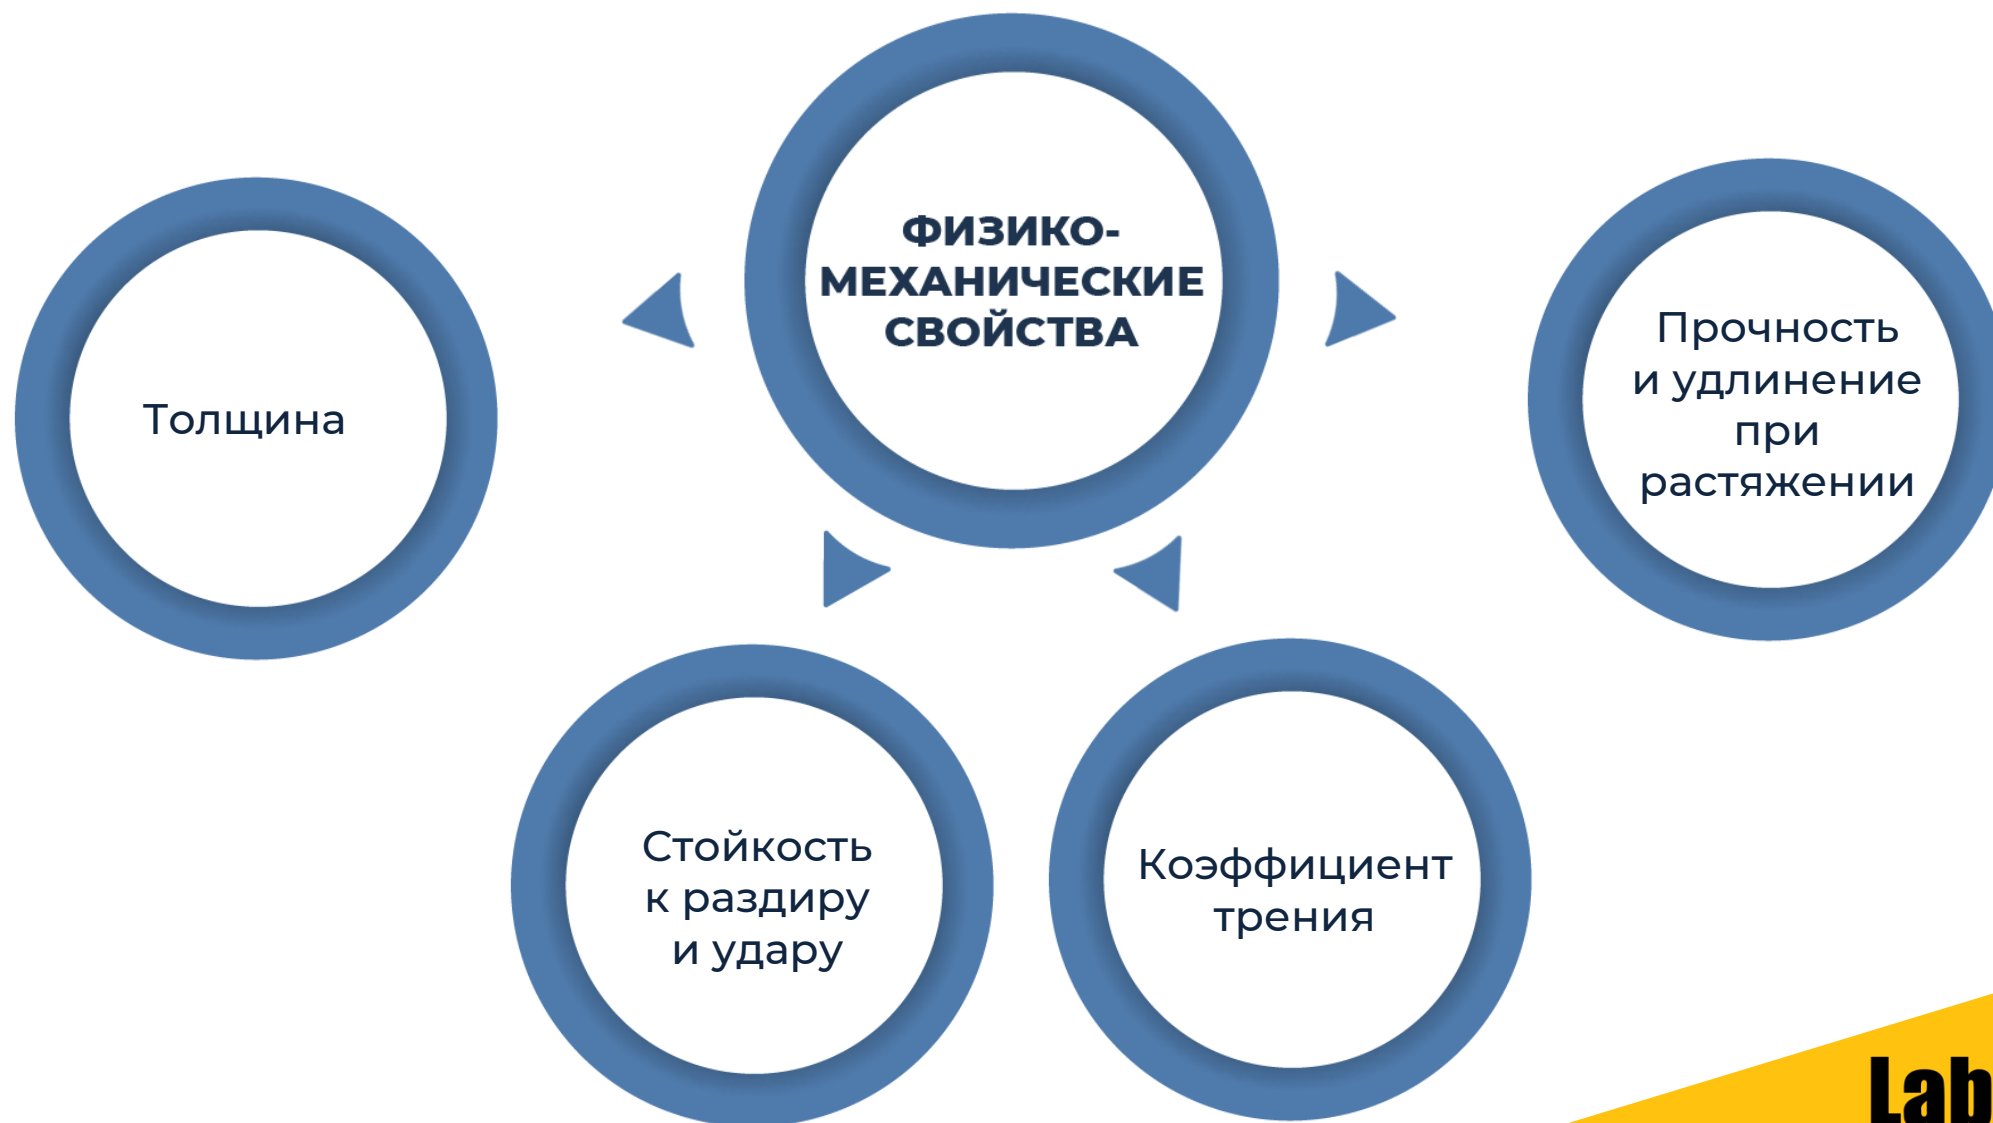 ФИЗИКО-
МЕХАНИЧЕСКИЕ
СВОЙСТВА
Толщина
Прочность
и удлинение
при
растяжении
Стойкость
к раздиру
и удару
Коэффициент
трения
Lab